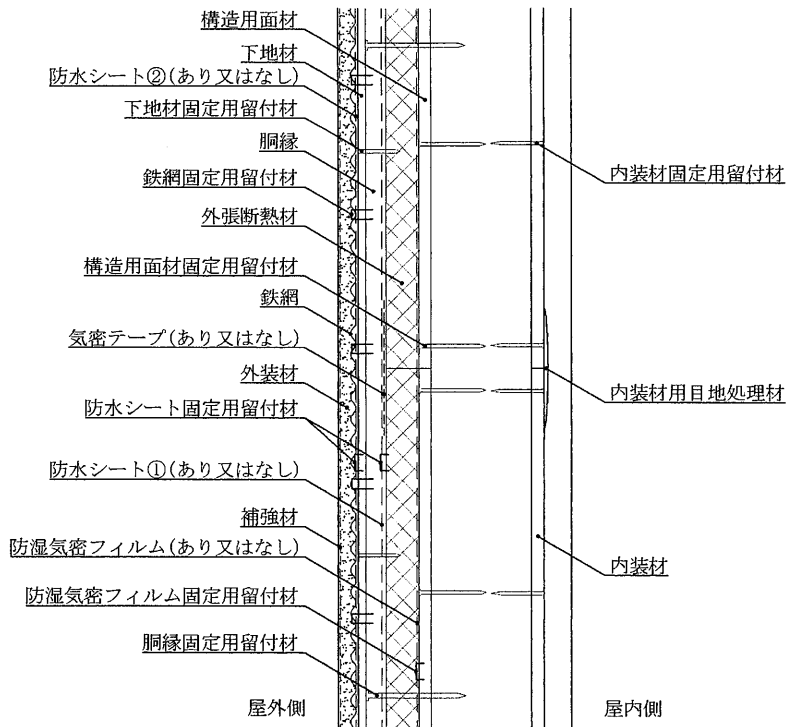 構造用面材
下地材
防水シート②(あり又はなし)
下地材固定用留付材
胴縁
鉄網固定用留付材
外張断熱材
構造用面材固定用留付材
鉄網
気密テープ(あり又はなし)
外装材
防水シート固定用留付材
防水シート①(あり又はなし)
補強材
防湿気密フィルム(あり又はなし)
防湿気密フィルム固定用留付材
胴縁固定用留付材
屋外側
内装材固定用留付材
内装材用目地処理材
内装材
屋内側